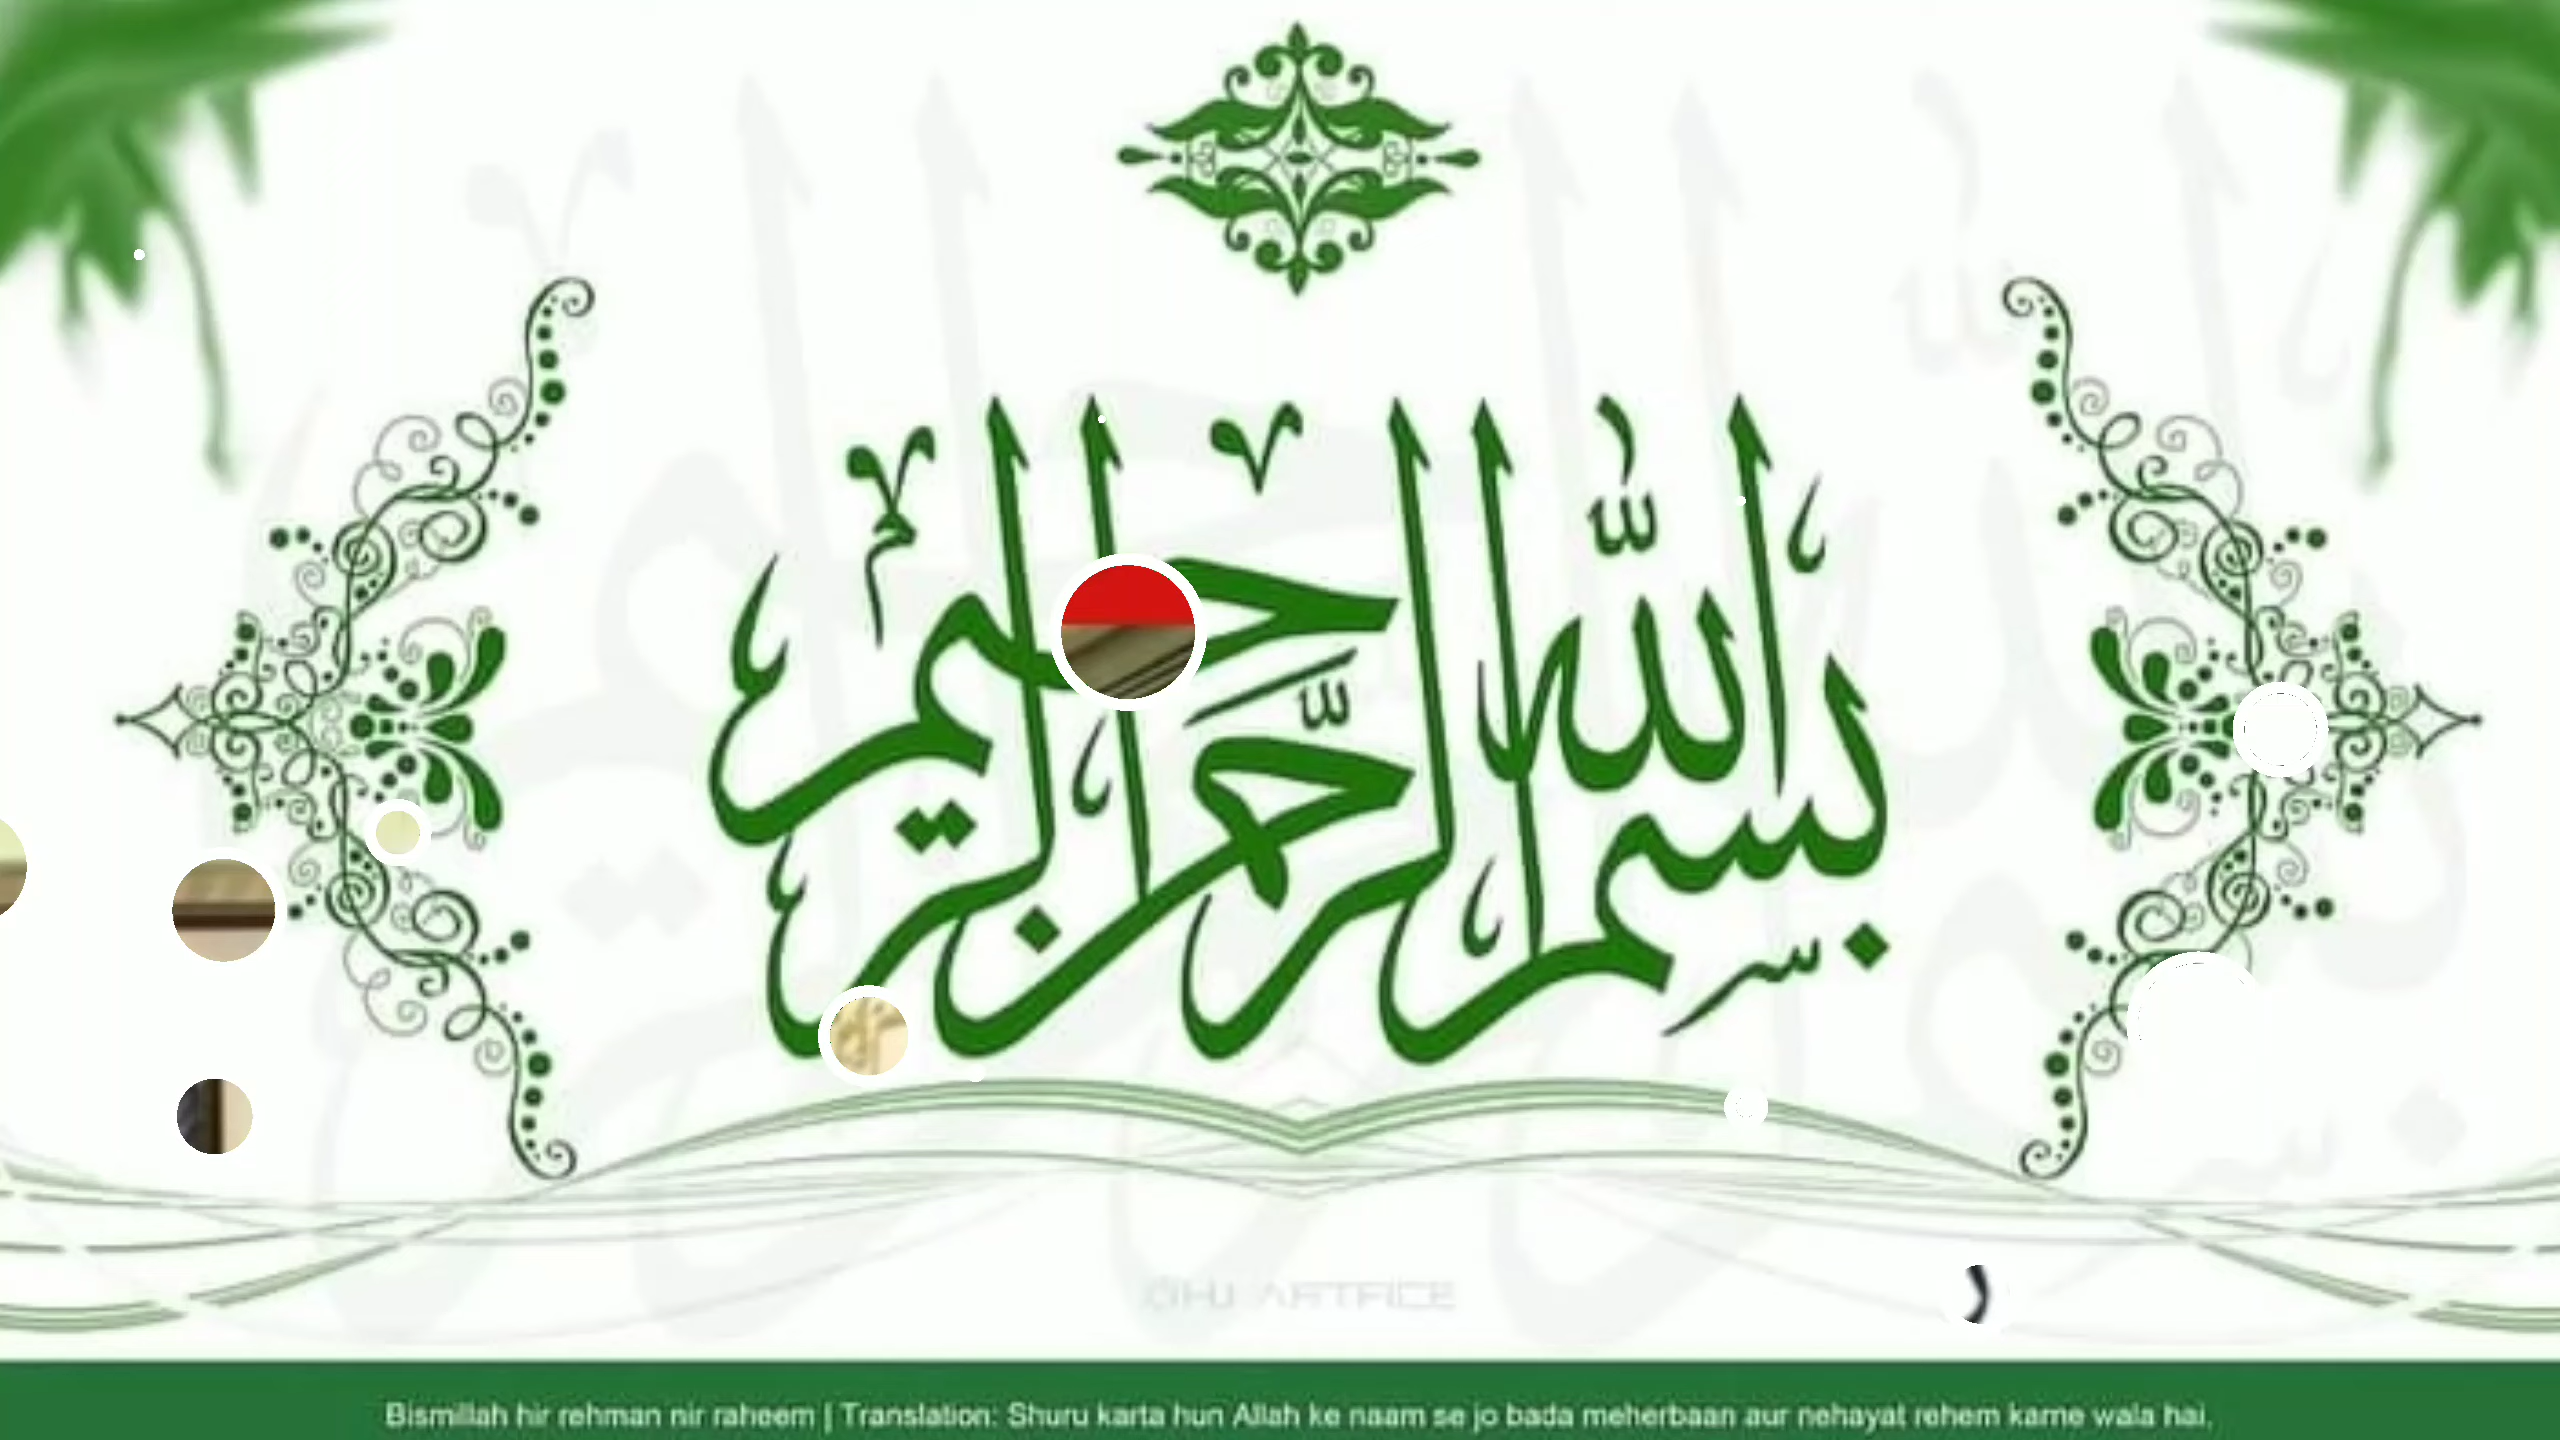 بسم الله الرحمن الرحيم
Bismillah hir rehman nir raheem | Translation: Shuru karta hun Allah ke naam se jo bada meherbaan aur nehayat rehem karne wala hai.